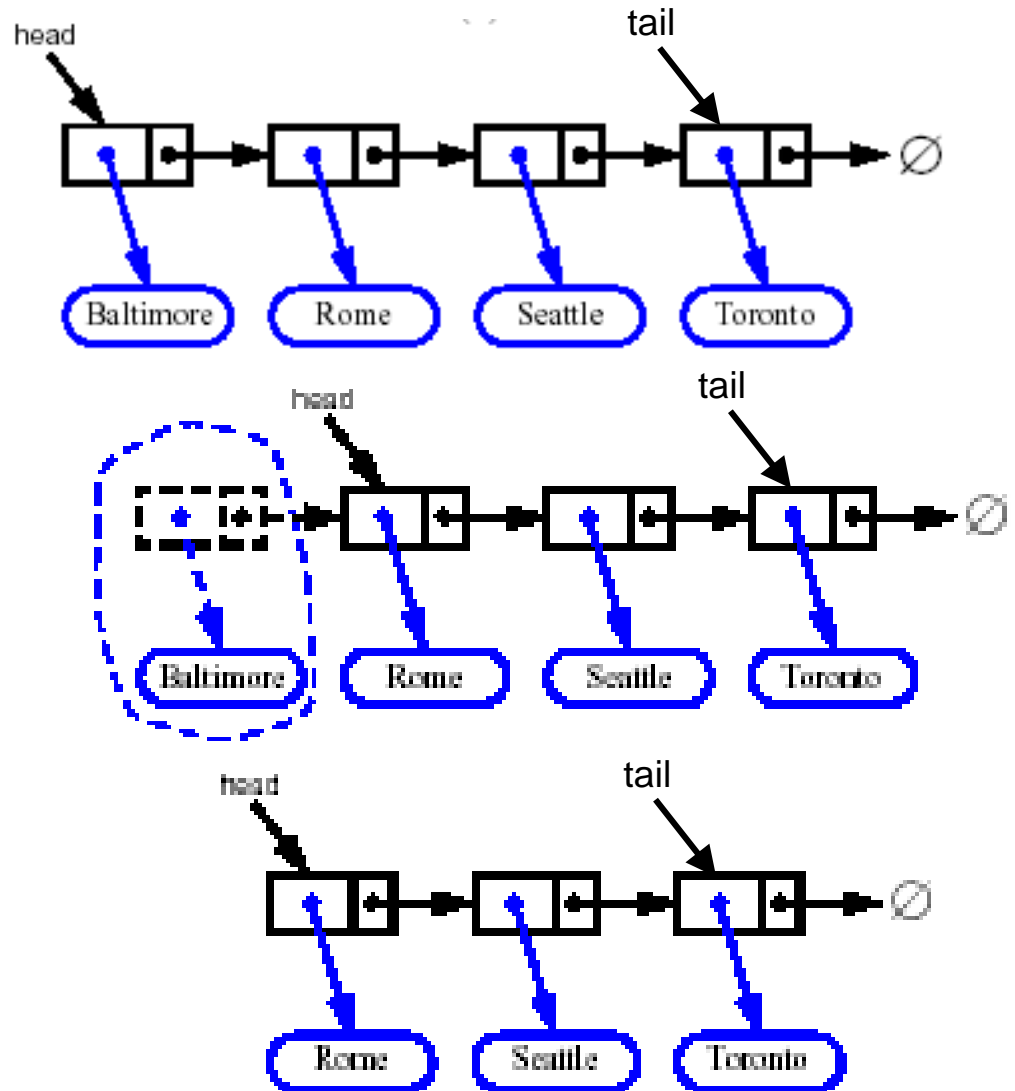 head
tail
∅
Baltimore Rome Seattle Toronto
head
tail
∅
Baltimore Rome Seattle Toronto
head
tail
∅
Rome Seattle Toronto